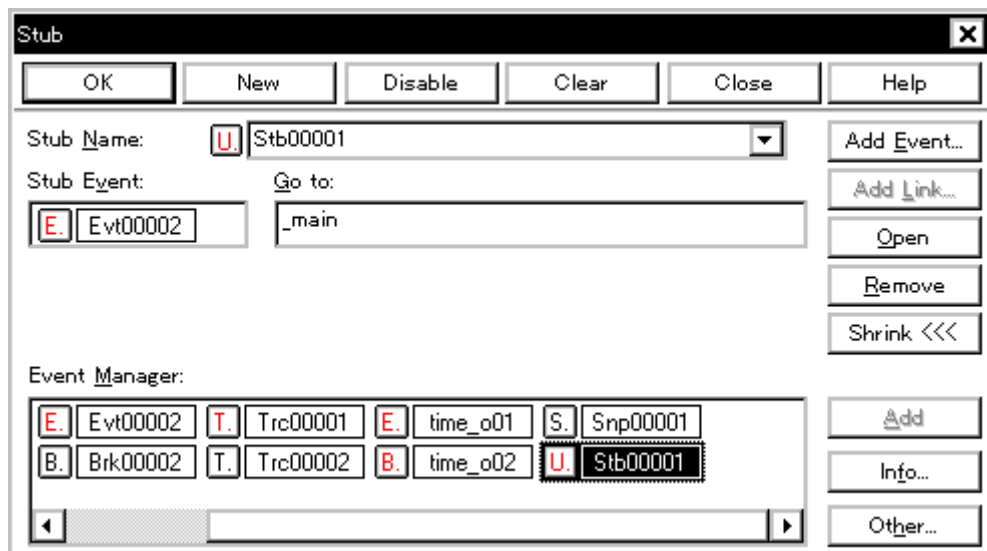 Stub
OK New Disable Clear Close Help
Stub Name: U. Stb00001 Add Event...
Stub Event: Go to: Add Link...
E. Evt00002 _main Open
Remove
Shrink <<<
Event Manager:
E. Evt00002 T. Trc00001 E. time_o01 S. Snp00001 Add
B. Brk00002 T. Trc00002 B. time_o02 U. Stb00001 Info...
Other...